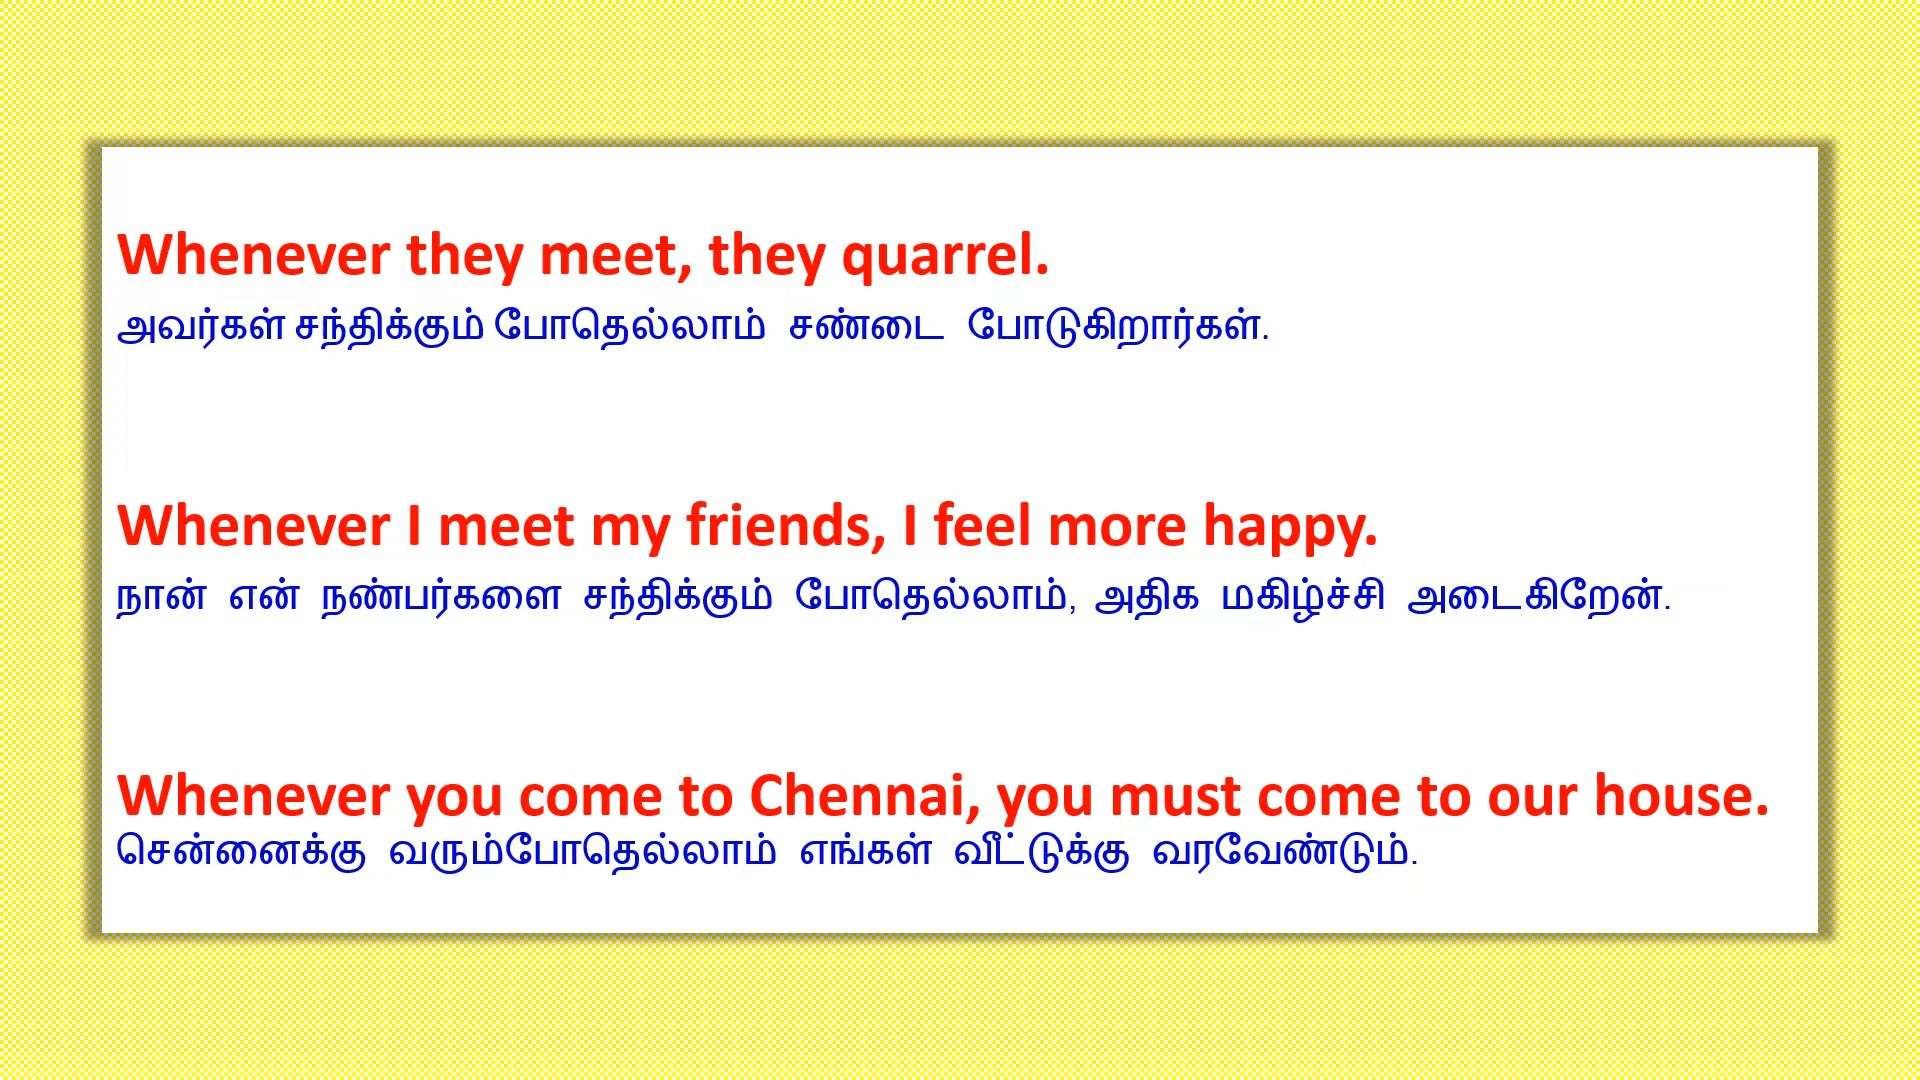 Whenever they meet, they quarrel.
அவர்கள் சந்திக்கும் போதெல்லாம் சண்டை போடுகிறார்கள்.
Whenever I meet my friends, I feel more happy.
நான் என் நண்பர்களை சந்திக்கும் போதெல்லாம், அதிக மகிழ்ச்சி அடைகிறேன்.
Whenever you come to Chennai, you must come to our house.
சென்னைக்கு வரும்போதெல்லாம் எங்கள் வீட்டுக்கு வரவேண்டும்.